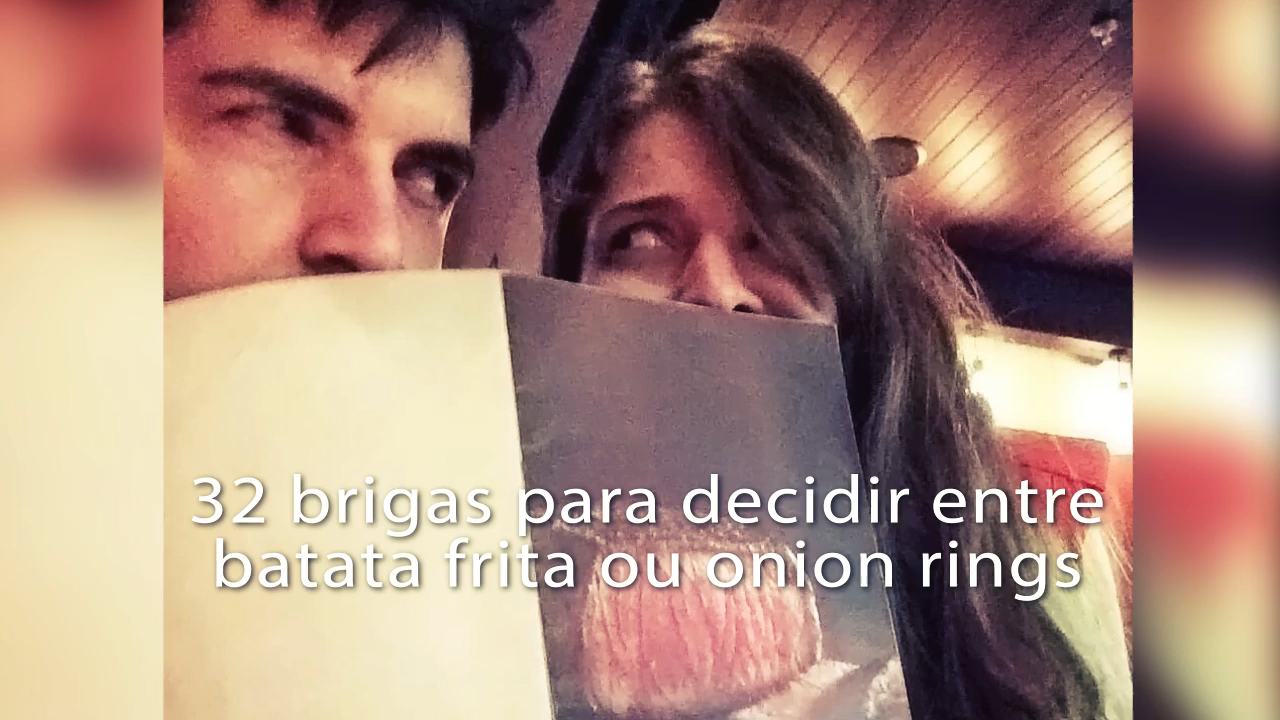 32 brigas para decidir entre
batata frita ou onion rings